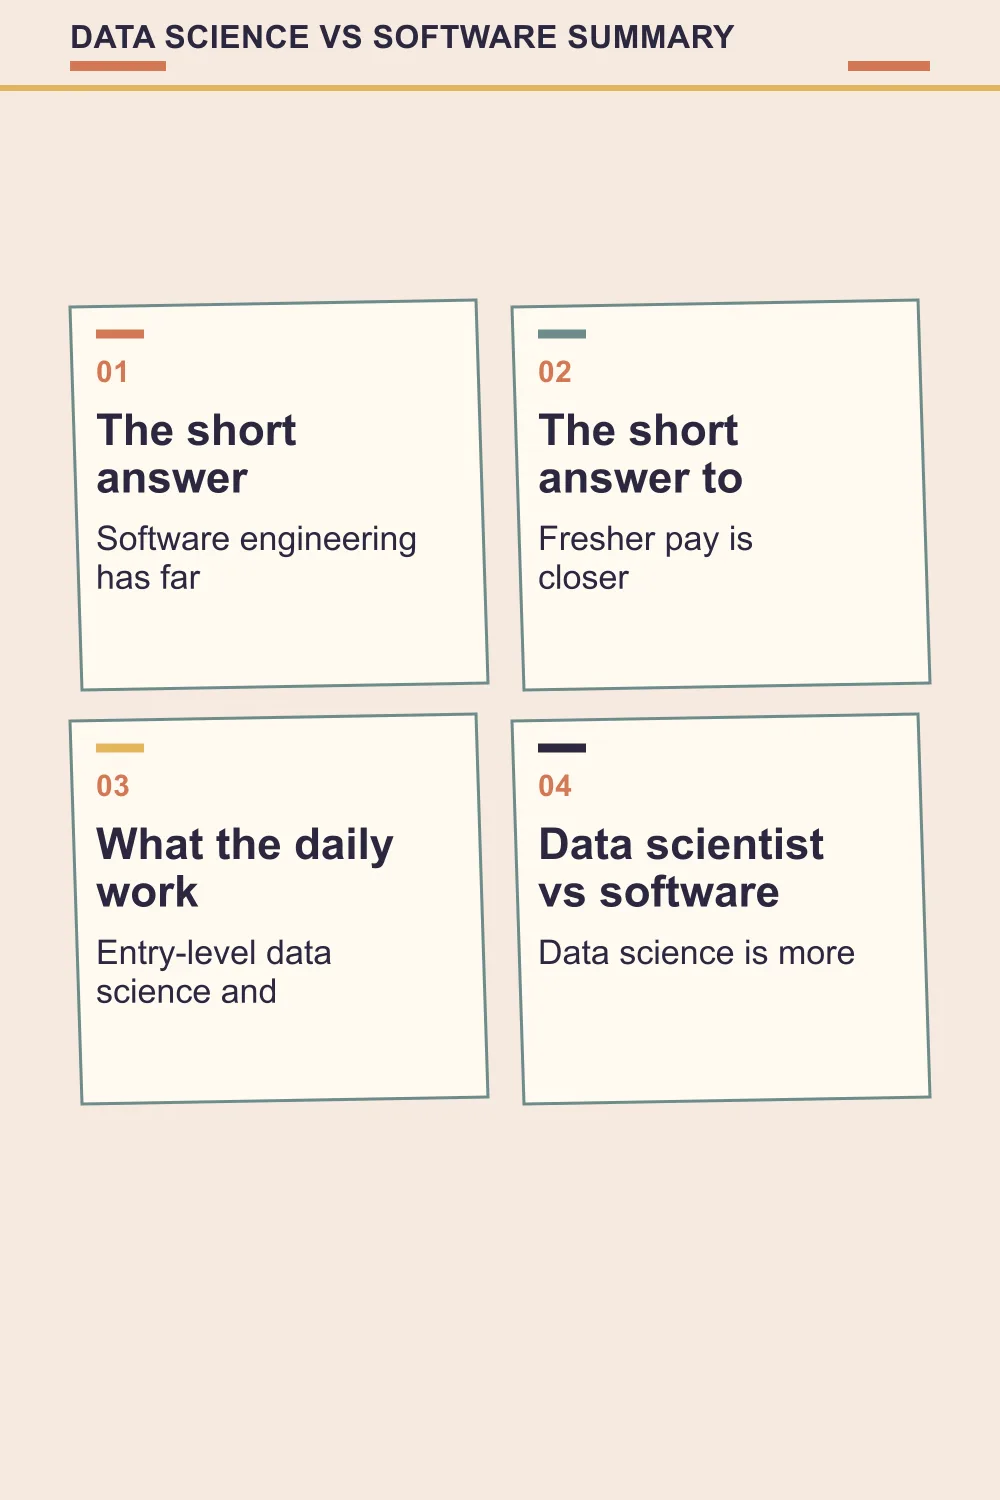 DATA SCIENCE VS SOFTWARE SUMMARY
01
The short
answer
Software engineering
has far
02
The short
answer to
Fresher pay is
closer
03
What the daily
work
Entry-level data
science and
04
Data scientist
vs software
Data science is more